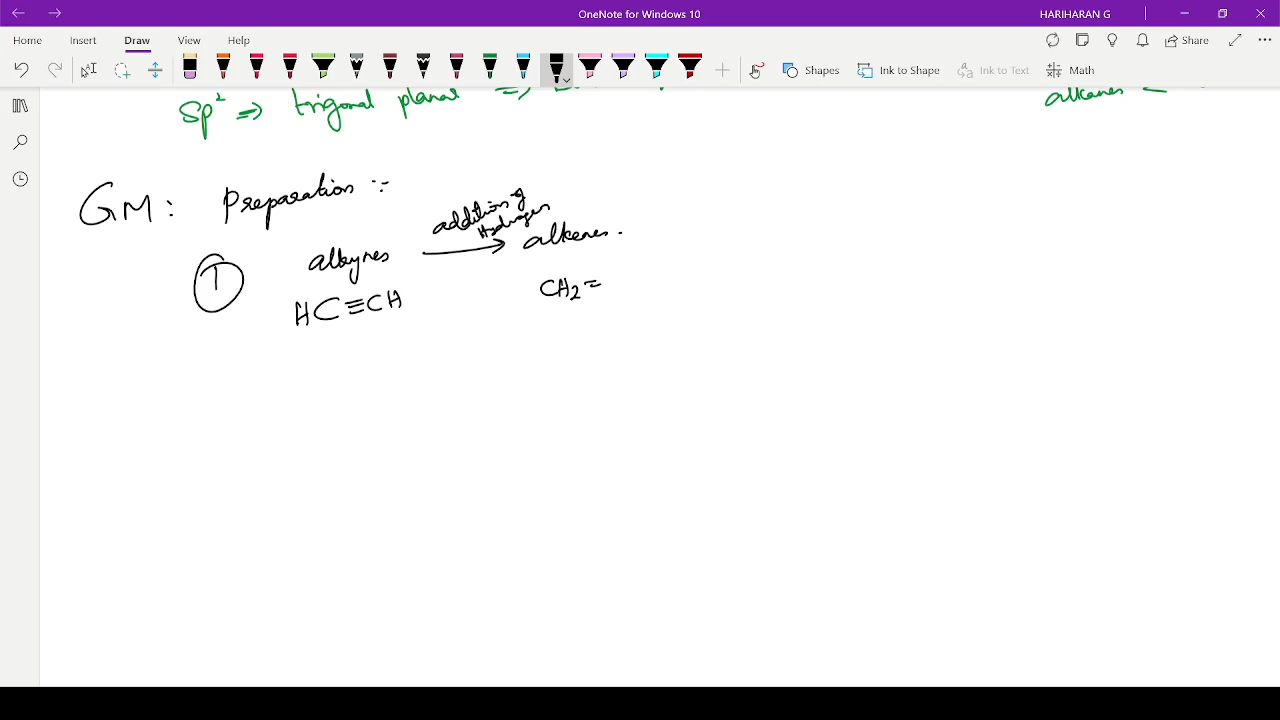 OneNote for Windows 10
HARIHARAN G
Home Insert Draw View Help
Share
Shapes Ink to Shape Ink to Text Math
Sp² => trigonal planar =>
alkanes
GM: Preparation :-
addition of
Hydrogen
① alkynes → alkenes.
HC≡CH CH2=